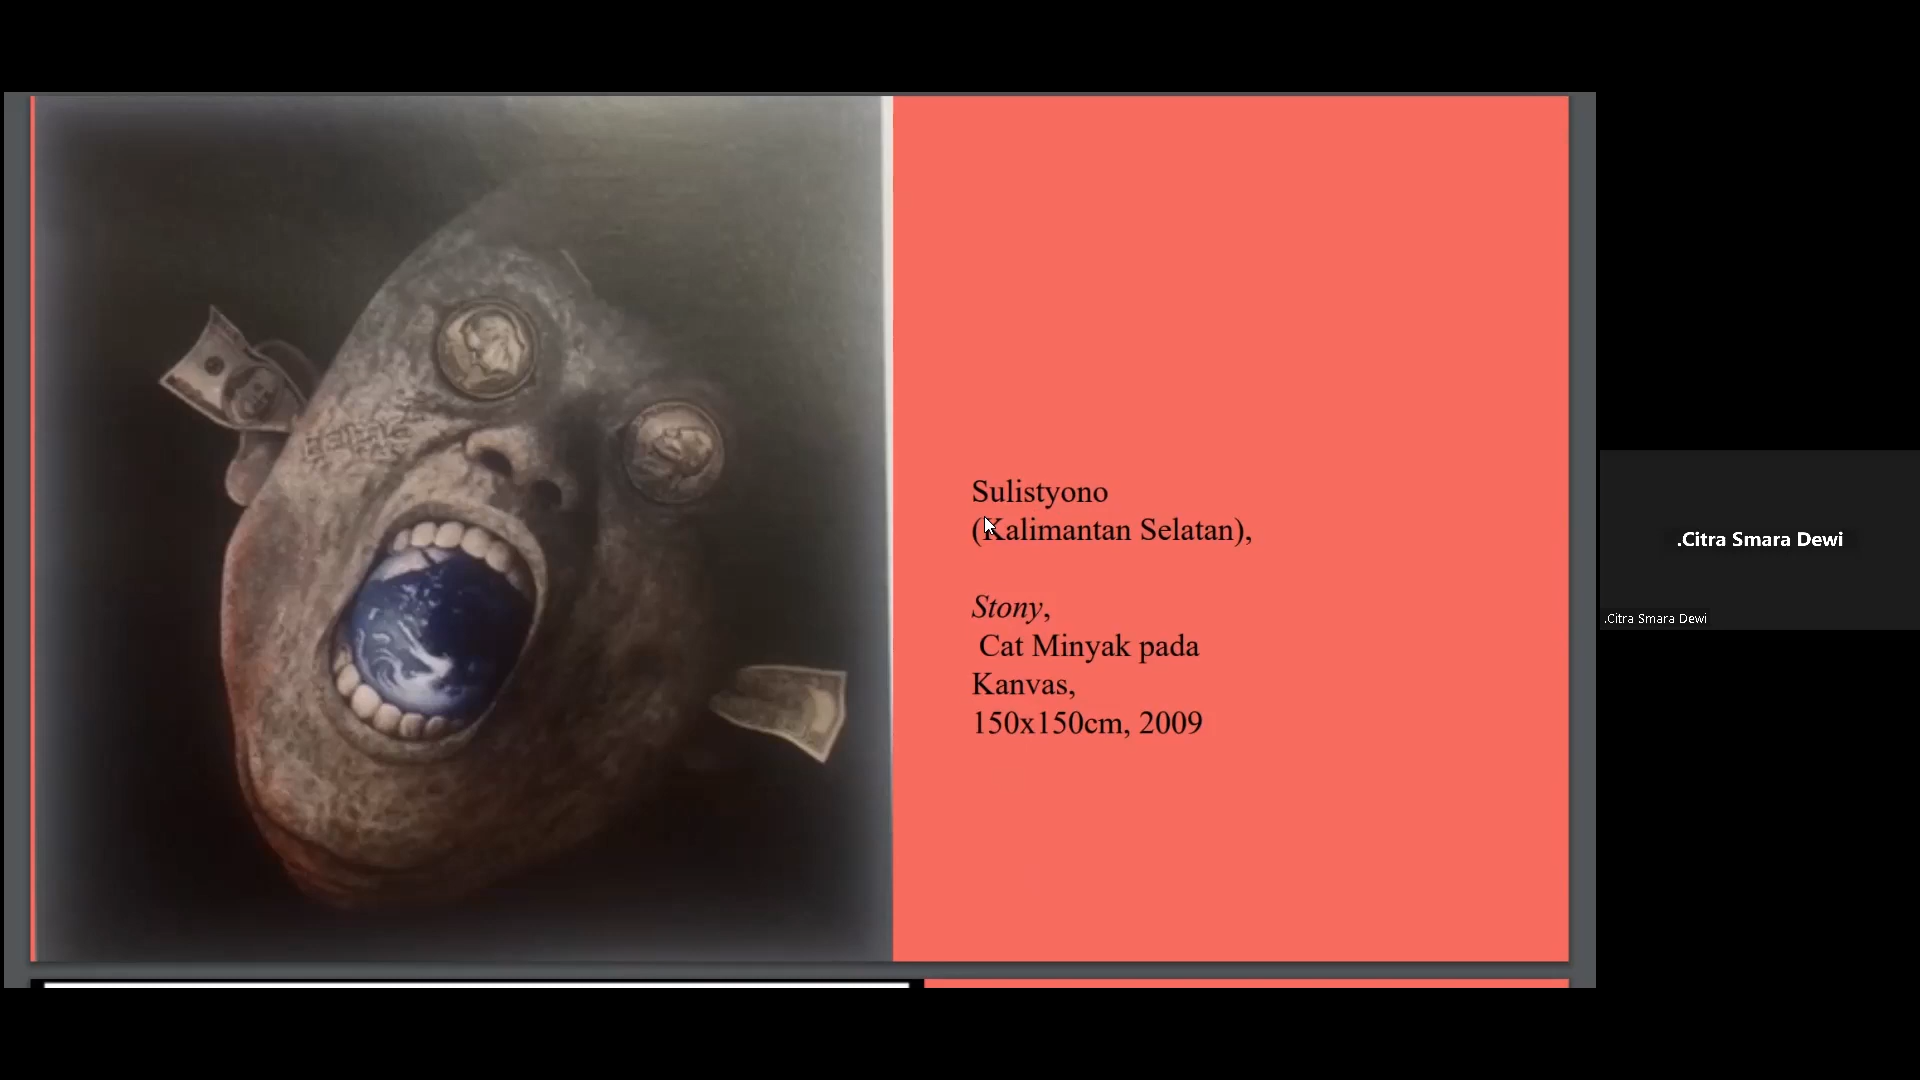 Sulistyono
(Kalimantan Selatan),
Stony,
Cat Minyak pada
Kanvas,
150x150cm, 2009
.Citra Smara Dewi
.Citra Smara Dewi